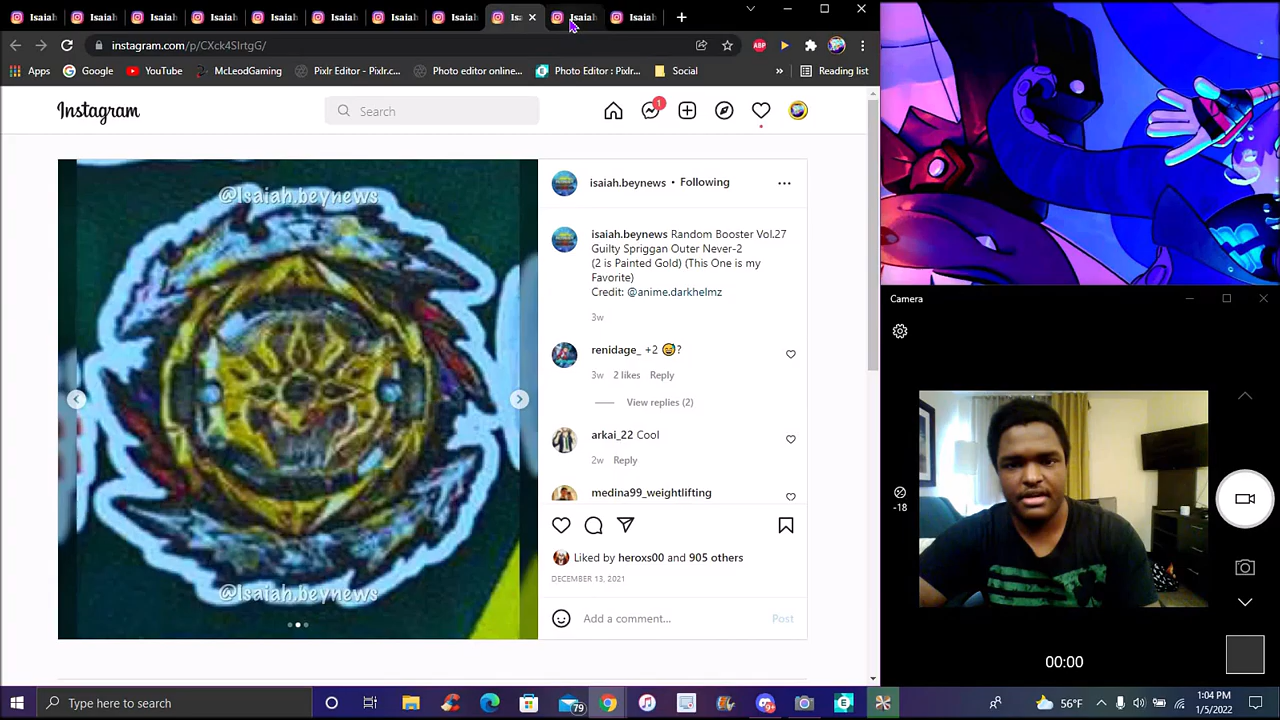 Isaiah Isaiah Isaiah Isaiah Isaiah Isaiah Isaiah Isaiah Is Isaiah Isaiah
instagram.com/p/CXck4SIrtgG/
ABP
Apps Google YouTube McLeodGaming Pixlr Editor - Pixlr.c... Photo editor online... Photo Editor : Pixlr... Social » Reading list
Instagram
Search
1
@Isaiah.beynews
@Isaiah.beynews
isaiah.beynews • Following
isaiah.beynews Random Booster Vol.27
Guilty Spriggan Outer Never-2
(2 is Painted Gold) (This One is my
Favorite)
Credit: @anime.darkhelmz
3w
renidage_ +2 😅?
3w 2 likes Reply
View replies (2)
arkai_22 Cool
2w Reply
medina99_weightlifting
Liked by heroxs00 and 905 others
DECEMBER 13, 2021
Add a comment...
Post
Camera
-18
00:00
Type here to search
79
56°F
1:04 PM
1/5/2022